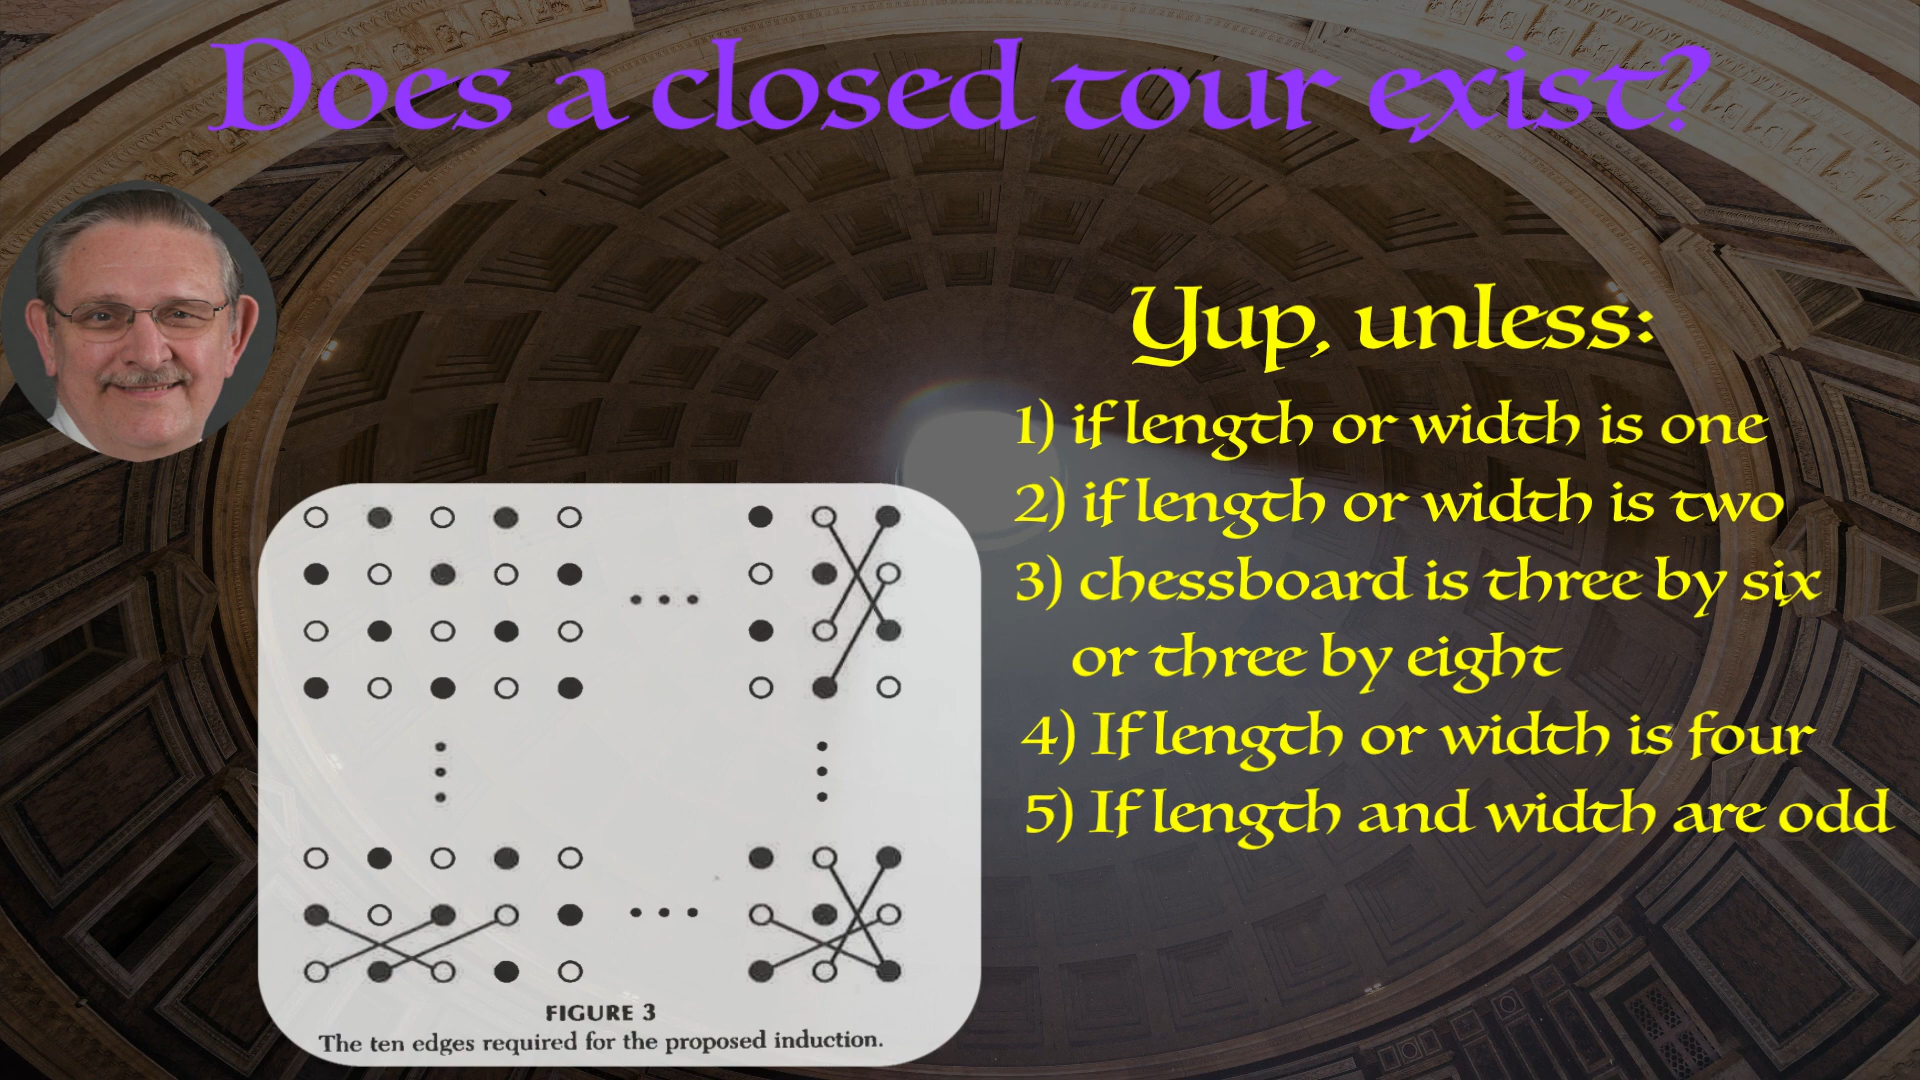 Does a closed tour exist?
Yup, unless:
1) if length or width is one
2) if length or width is two
3) chessboard is three by six
or three by eight
4) If length or width is four
5) If length and width are odd
FIGURE 3
The ten edges required for the proposed induction.